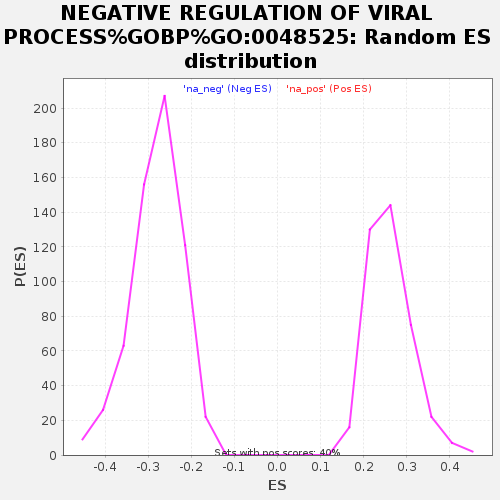 NEGATIVE REGULATION OF VIRAL
PROCESS%GOBP%GO:0048525: Random ES
distribution
'na_neg' (Neg ES) 'na_pos' (Pos ES)
200
180
160
140
120
100
80
60
40
20
0
P(ES)
Sets with pos scores: 40%
-0.4 -0.3 -0.2 -0.1 0.0 0.1 0.2 0.3 0.4
ES